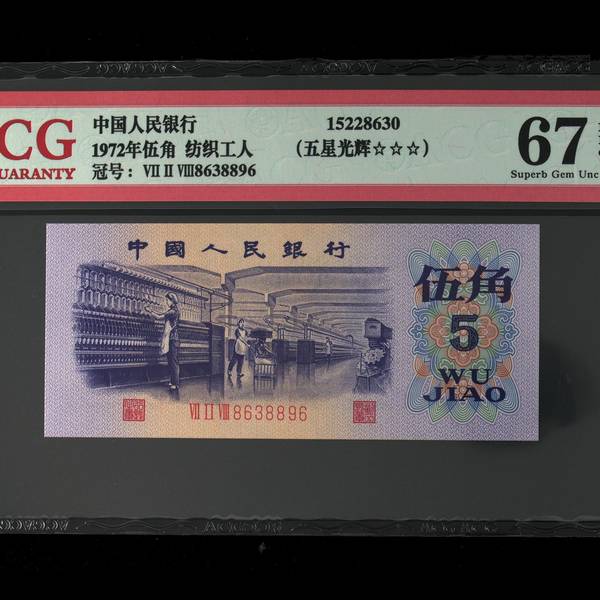 CG
UARANTY
中国人民银行
1972年伍角 纺织工人
冠号：Ⅶ Ⅱ Ⅷ8638896
15228630
（五星光辉☆☆☆）
67
Superb Gem Unc
中國人民銀行
伍角
5
WU
JIAO
Ⅶ Ⅱ Ⅷ 8638896